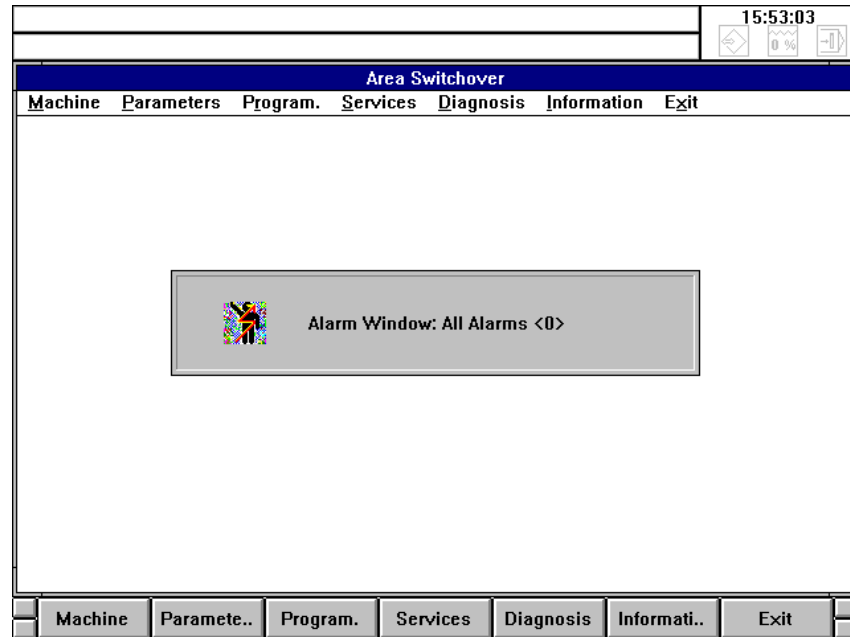 15:53:03
0 %
Area Switchover
Machine Parameters Program. Services Diagnosis Information Exit
Alarm Window: All Alarms <0>
Machine Paramete.. Program. Services Diagnosis Informati.. Exit